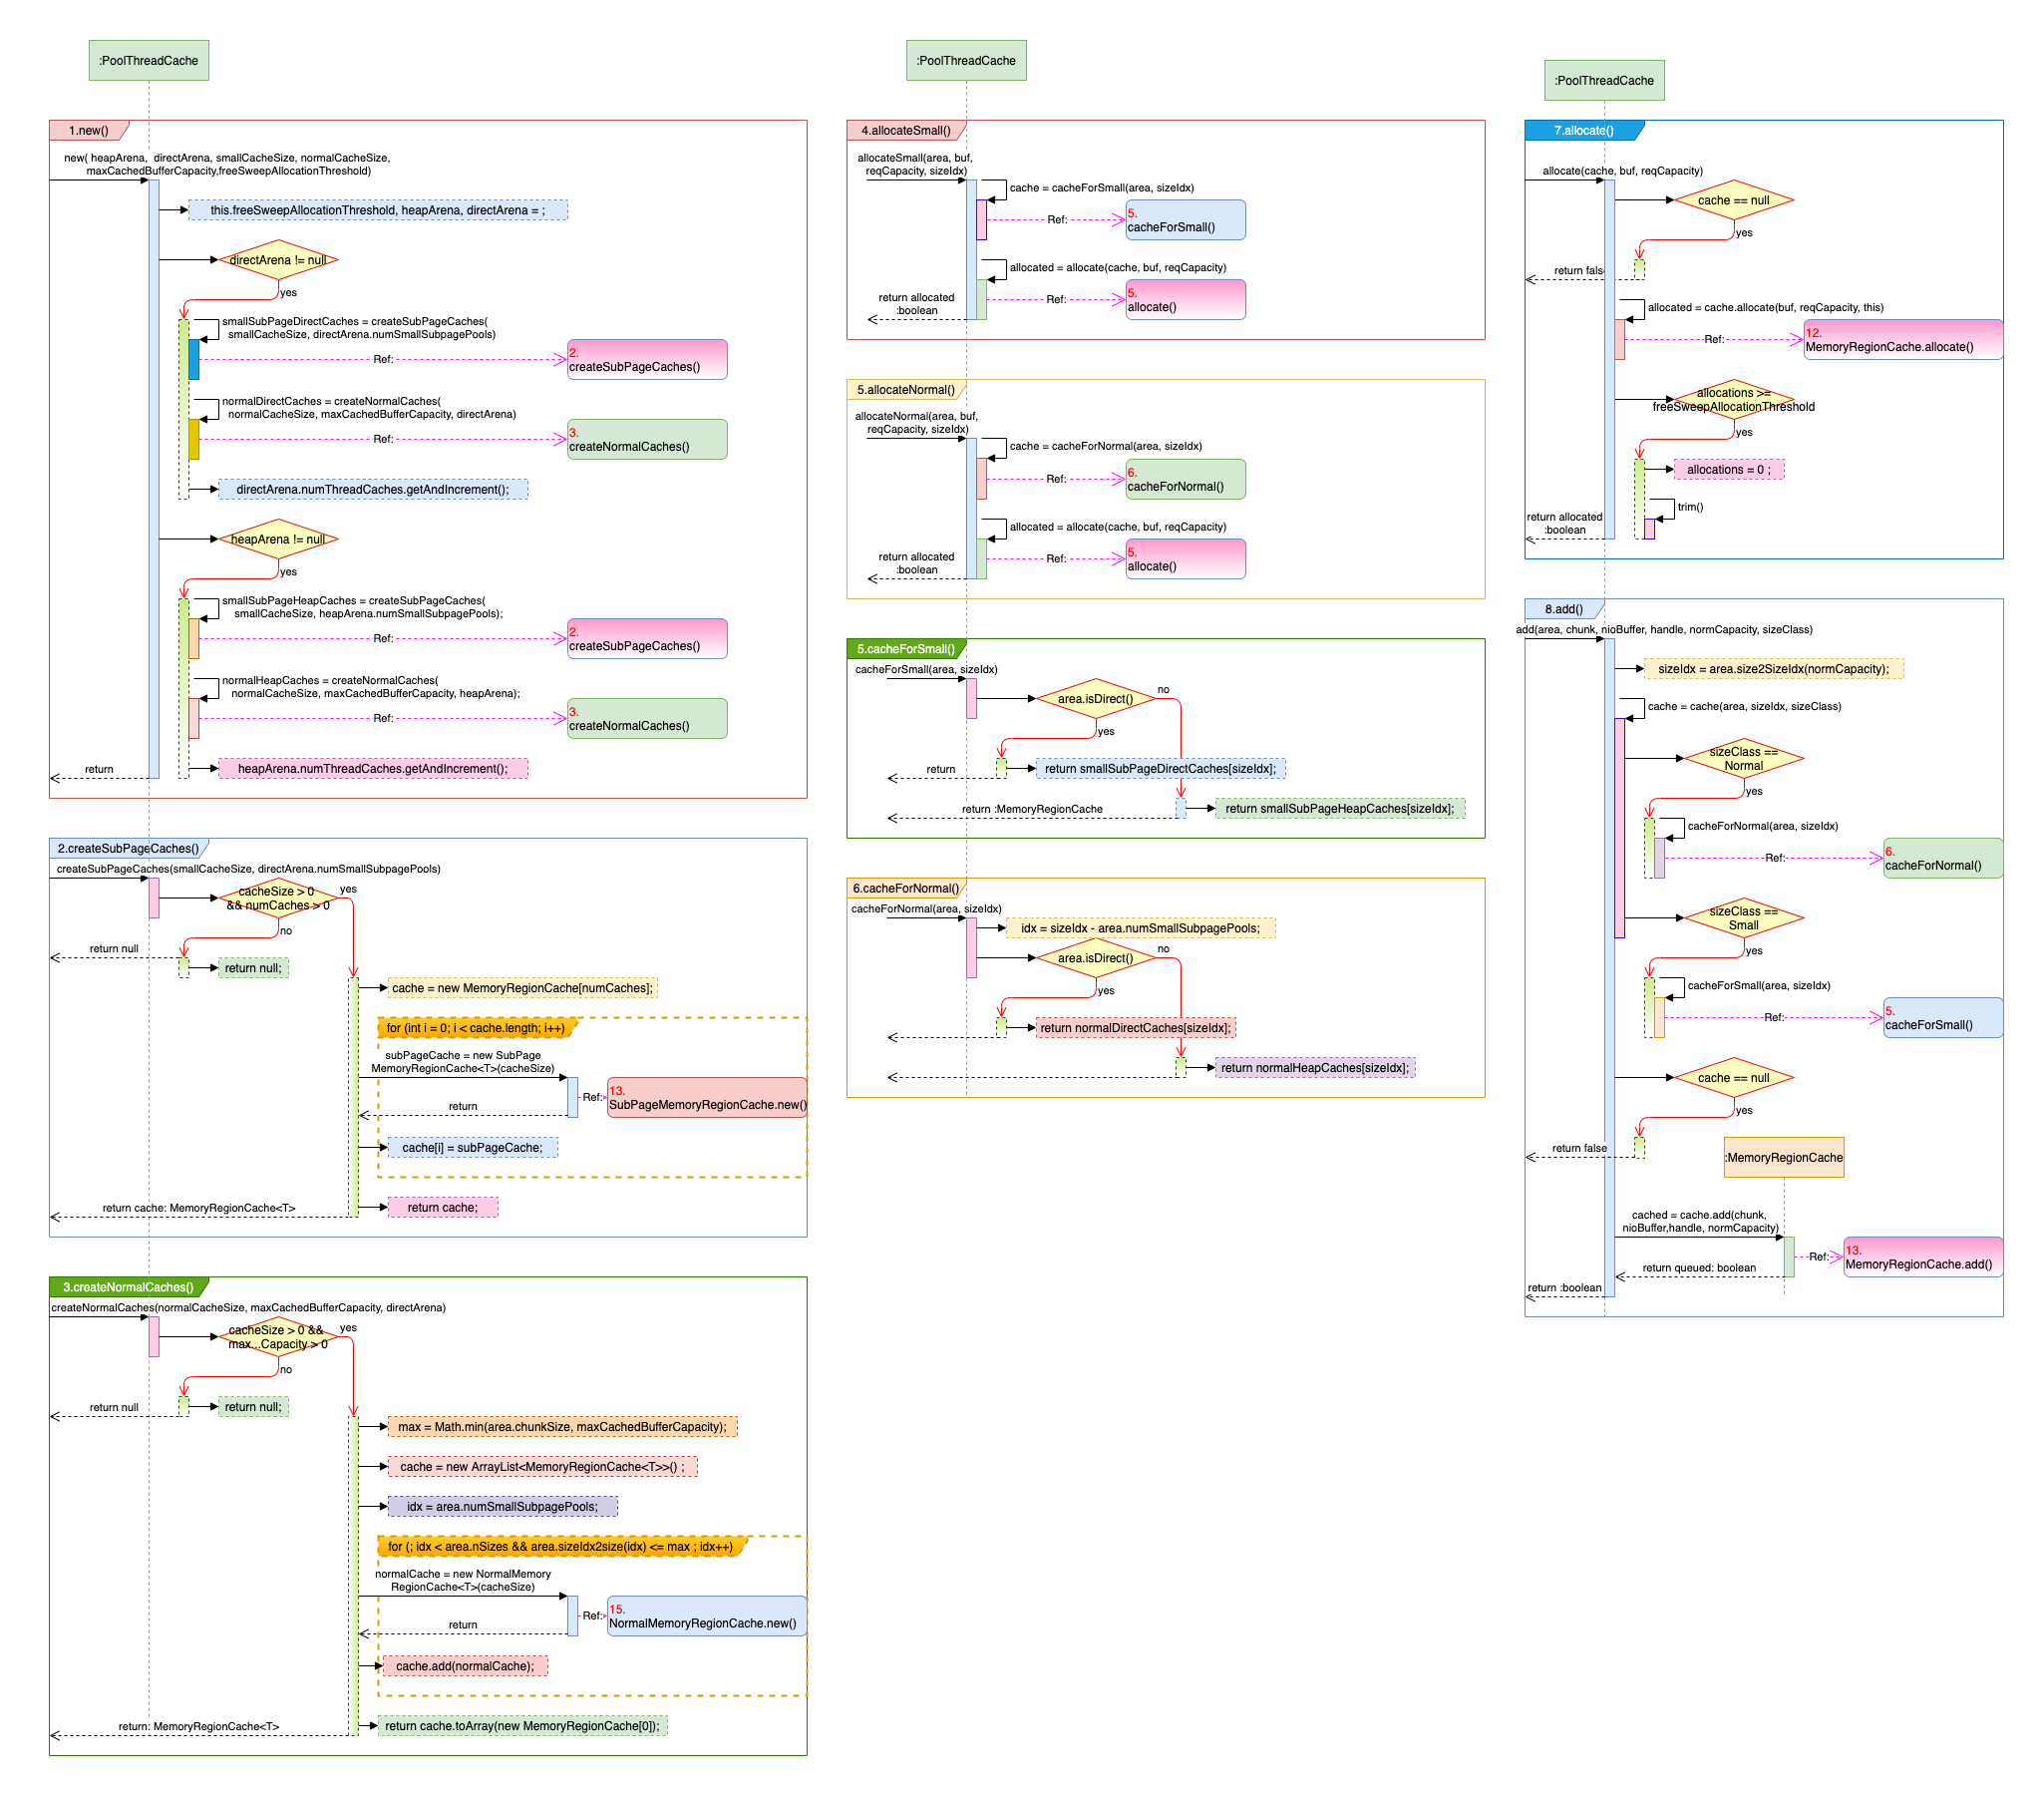 :PoolThreadCache
1.new()
new( heapArena,  directArena, smallCacheSize, normalCacheSize,
maxCachedBufferCapacity,freeSweepAllocationThreshold)
this.freeSweepAllocationThreshold, heapArena, directArena = ;
directArena != null
yes
smallSubPageDirectCaches = createSubPageCaches(
smallCacheSize, directArena.numSmallSubpagePools)
Ref:
2.
createSubPageCaches()
normalDirectCaches = createNormalCaches(
normalCacheSize, maxCachedBufferCapacity, directArena)
Ref:
3.
createNormalCaches()
directArena.numThreadCaches.getAndIncrement();
heapArena != null
yes
smallSubPageHeapCaches = createSubPageCaches(
smallCacheSize, heapArena.numSmallSubpagePools);
Ref:
2.
createSubPageCaches()
normalHeapCaches = createNormalCaches(
normalCacheSize, maxCachedBufferCapacity, heapArena);
Ref:
3.
createNormalCaches()
return
heapArena.numThreadCaches.getAndIncrement();
2.createSubPageCaches()
createSubPageCaches(smallCacheSize, directArena.numSmallSubpagePools)
cacheSize > 0
&& numCaches > 0
yes
no
return null
return null;
cache = new MemoryRegionCache[numCaches];
for (int i = 0; i < cache.length; i++)
subPageCache = new SubPage
MemoryRegionCache<T>(cacheSize)
Ref:
13.
SubPageMemoryRegionCache.new()
return
cache[i] = subPageCache;
return cache: MemoryRegionCache<T>
return cache;
3.createNormalCaches()
createNormalCaches(normalCacheSize, maxCachedBufferCapacity, directArena)
cacheSize > 0 &&
max...Capacity > 0
yes
no
return null
return null;
max = Math.min(area.chunkSize, maxCachedBufferCapacity);
cache = new ArrayList<MemoryRegionCache<T>>() ;
idx = area.numSmallSubpagePools;
for (; idx < area.nSizes && area.sizeIdx2size(idx) <= max ; idx++)
normalCache = new NormalMemory
RegionCache<T>(cacheSize)
Ref:
15.
NormalMemoryRegionCache.new()
return
cache.add(normalCache);
return: MemoryRegionCache<T>
return cache.toArray(new MemoryRegionCache[0]);
:PoolThreadCache
4.allocateSmall()
allocateSmall(area, buf,
reqCapacity, sizeIdx)
cache = cacheForSmall(area, sizeIdx)
Ref:
5.
cacheForSmall()
allocated = allocate(cache, buf, reqCapacity)
Ref:
5.
allocate()
return allocated
:boolean
5.allocateNormal()
allocateNormal(area, buf,
reqCapacity, sizeIdx)
cache = cacheForNormal(area, sizeIdx)
Ref:
6.
cacheForNormal()
allocated = allocate(cache, buf, reqCapacity)
Ref:
5.
allocate()
return allocated
:boolean
5.cacheForSmall()
cacheForSmall(area, sizeIdx)
area.isDirect()
no
yes
return
return smallSubPageDirectCaches[sizeIdx];
return :MemoryRegionCache
return smallSubPageHeapCaches[sizeIdx];
6.cacheForNormal()
cacheForNormal(area, sizeIdx)
idx = sizeIdx - area.numSmallSubpagePools;
area.isDirect()
no
yes
return normalDirectCaches[sizeIdx];
return normalHeapCaches[sizeIdx];
:PoolThreadCache
7.allocate()
allocate(cache, buf, reqCapacity)
cache == null
yes
return fals
allocated = cache.allocate(buf, reqCapacity, this)
Ref:
12.
MemoryRegionCache.allocate()
allocations >=
freeSweepAllocationThreshold
yes
allocations = 0 ;
trim()
return allocated
:boolean
8.add()
add(area, chunk, nioBuffer, handle, normCapacity, sizeClass)
sizeIdx = area.size2SizeIdx(normCapacity);
cache = cache(area, sizeIdx, sizeClass)
sizeClass ==
Normal
yes
cacheForNormal(area, sizeIdx)
Ref:
6.
cacheForNormal()
sizeClass ==
Small
yes
cacheForSmall(area, sizeIdx)
Ref:
5.
cacheForSmall()
cache == null
yes
return false
:MemoryRegionCache
cached = cache.add(chunk,
nioBuffer,handle, normCapacity)
Ref:
13.
MemoryRegionCache.add()
return queued: boolean
return :boolean